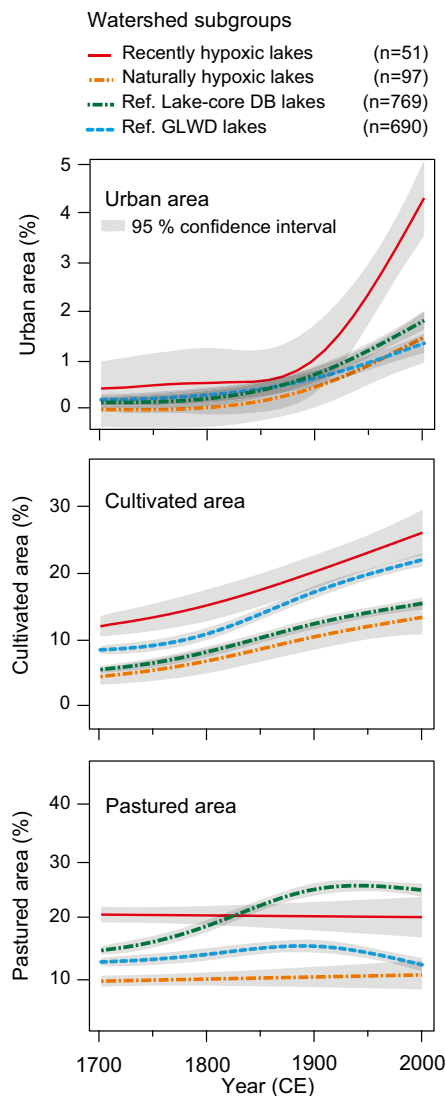 Watershed subgroups
Recently hypoxic lakes (n=51)
Naturally hypoxic lakes (n=97)
Ref. Lake-core DB lakes (n=769)
Ref. GLWD lakes (n=690)
Urban area (%)
5
4
3
2
1
0
Urban area
95 % confidence interval
Cultivated area (%)
30
20
10
0
Cultivated area
Pastured area (%)
40
30
20
10
Pastured area
1700 1800 1900 2000
Year (CE)